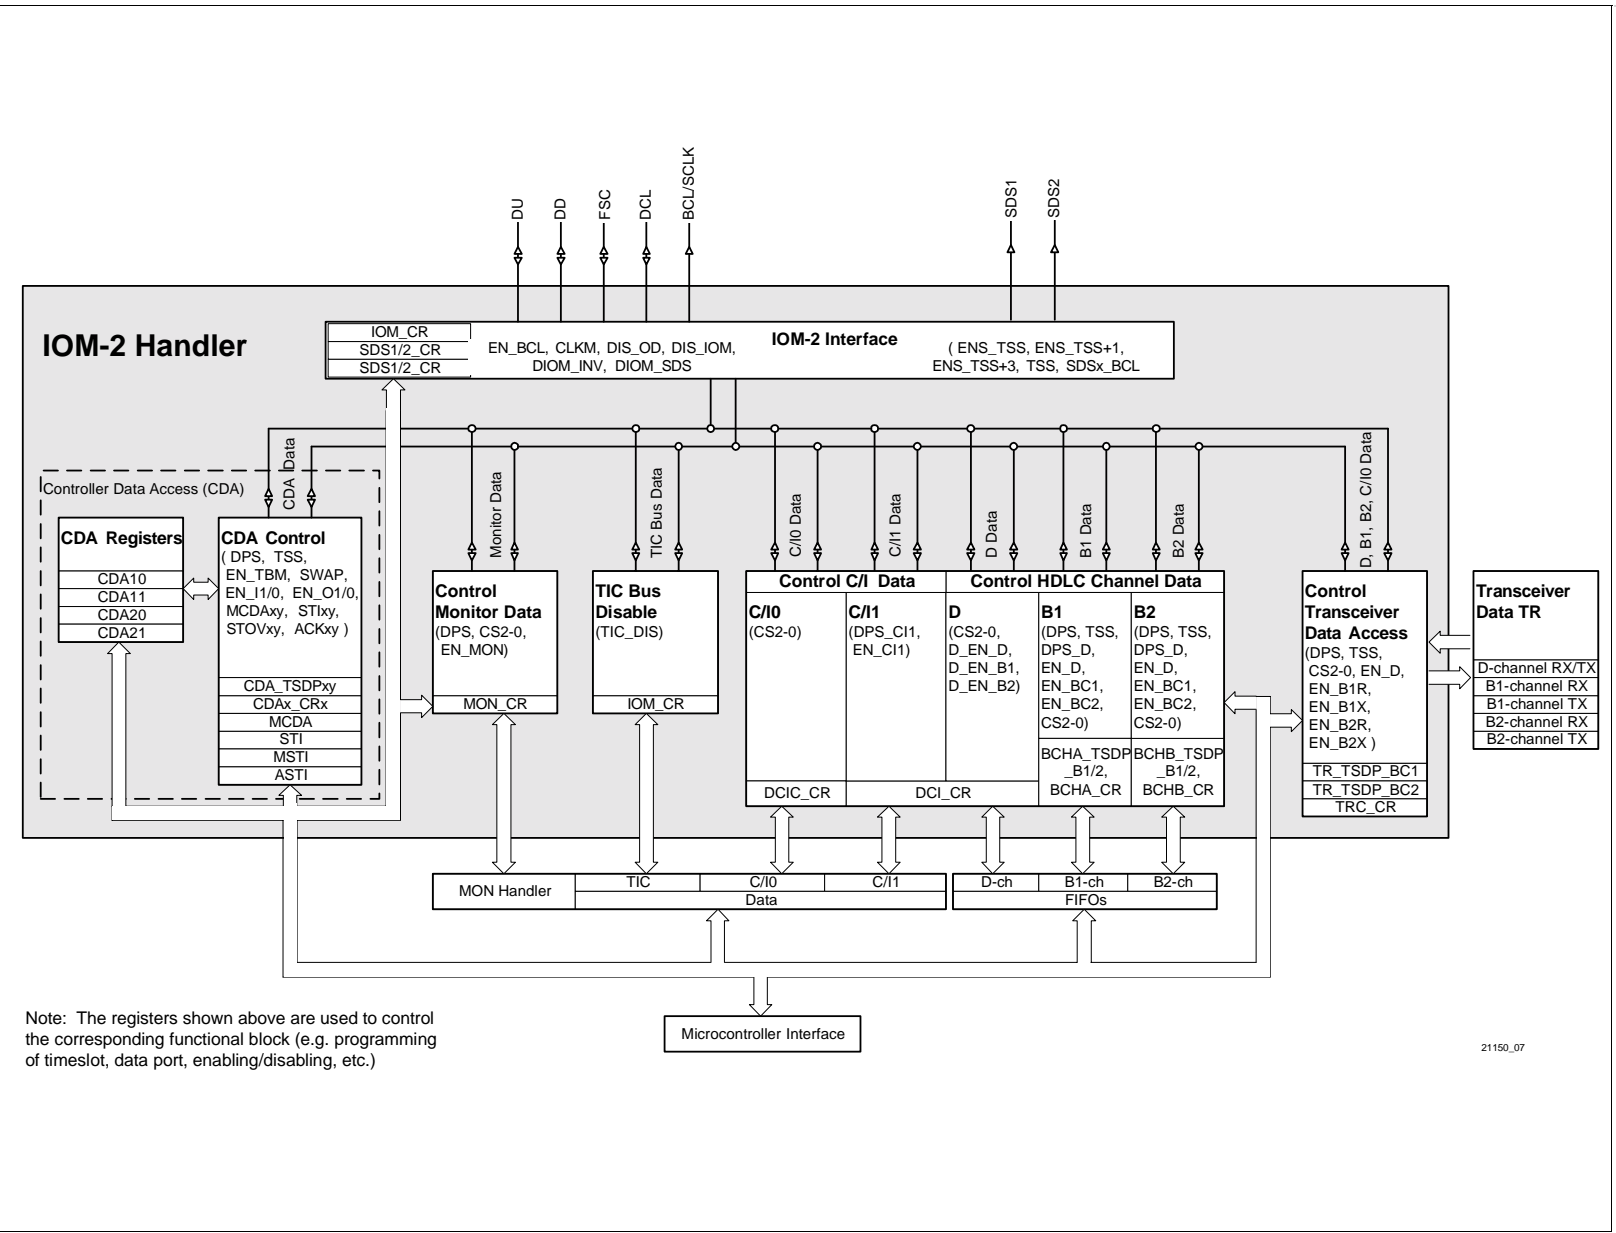 DU
DD
FSC
DCL
BCL/SCLK
SDS1
SDS2
IOM-2 Handler
IOM_CR
SDS1/2_CR
SDS1/2_CR
IOM-2 Interface
EN_BCL, CLKM, DIS_OD, DIS_IOM,
DIOM_INV, DIOM_SDS
( ENS_TSS, ENS_TSS+1,
ENS_TSS+3, TSS, SDSx_BCL
CDA Data
Monitor Data
TIC Bus Data
C/I0 Data
C/I1 Data
D Data
B1 Data
B2 Data
D, B1, B2, C/I0 Data
Controller Data Access (CDA)
CDA Registers
CDA10
CDA11
CDA20
CDA21
CDA Control
( DPS, TSS,
EN_TBM, SWAP,
EN_I1/0, EN_O1/0,
MCDAxy, STIxy,
STOVxy, ACKxy )
CDA_TSDPxy
CDAx_CRx
MCDA
STI
MSTI
ASTI
Control
Monitor Data
(DPS, CS2-0,
EN_MON)
MON_CR
TIC Bus
Disable
(TIC_DIS)
IOM_CR
Control C/I Data
C/I0
(CS2-0)
DCIC_CR
C/I1
(DPS_CI1,
EN_CI1)
Control HDLC Channel Data
D
(CS2-0,
D_EN_D,
D_EN_B1,
D_EN_B2)
DCI_CR
B1
(DPS, TSS,
DPS_D,
EN_D,
EN_BC1,
EN_BC2,
CS2-0)
BCHA_TSDP
_B1/2,
BCHA_CR
B2
(DPS, TSS,
DPS_D,
EN_D,
EN_BC1,
EN_BC2,
CS2-0)
BCHB_TSDP
_B1/2,
BCHB_CR
Control
Transceiver
Data Access
(DPS, TSS,
CS2-0, EN_D,
EN_B1R,
EN_B1X,
EN_B2R,
EN_B2X )
TR_TSDP_BC1
TR_TSDP_BC2
TRC_CR
Transceiver
Data TR
D-channel RX/TX
B1-channel RX
B1-channel TX
B2-channel RX
B2-channel TX
MON Handler
TIC
C/I0
C/I1
Data
D-ch
B1-ch
B2-ch
FIFOs
Microcontroller Interface
Note: The registers shown above are used to control
the corresponding functional block (e.g. programming
of timeslot, data port, enabling/disabling, etc.)
21150_07